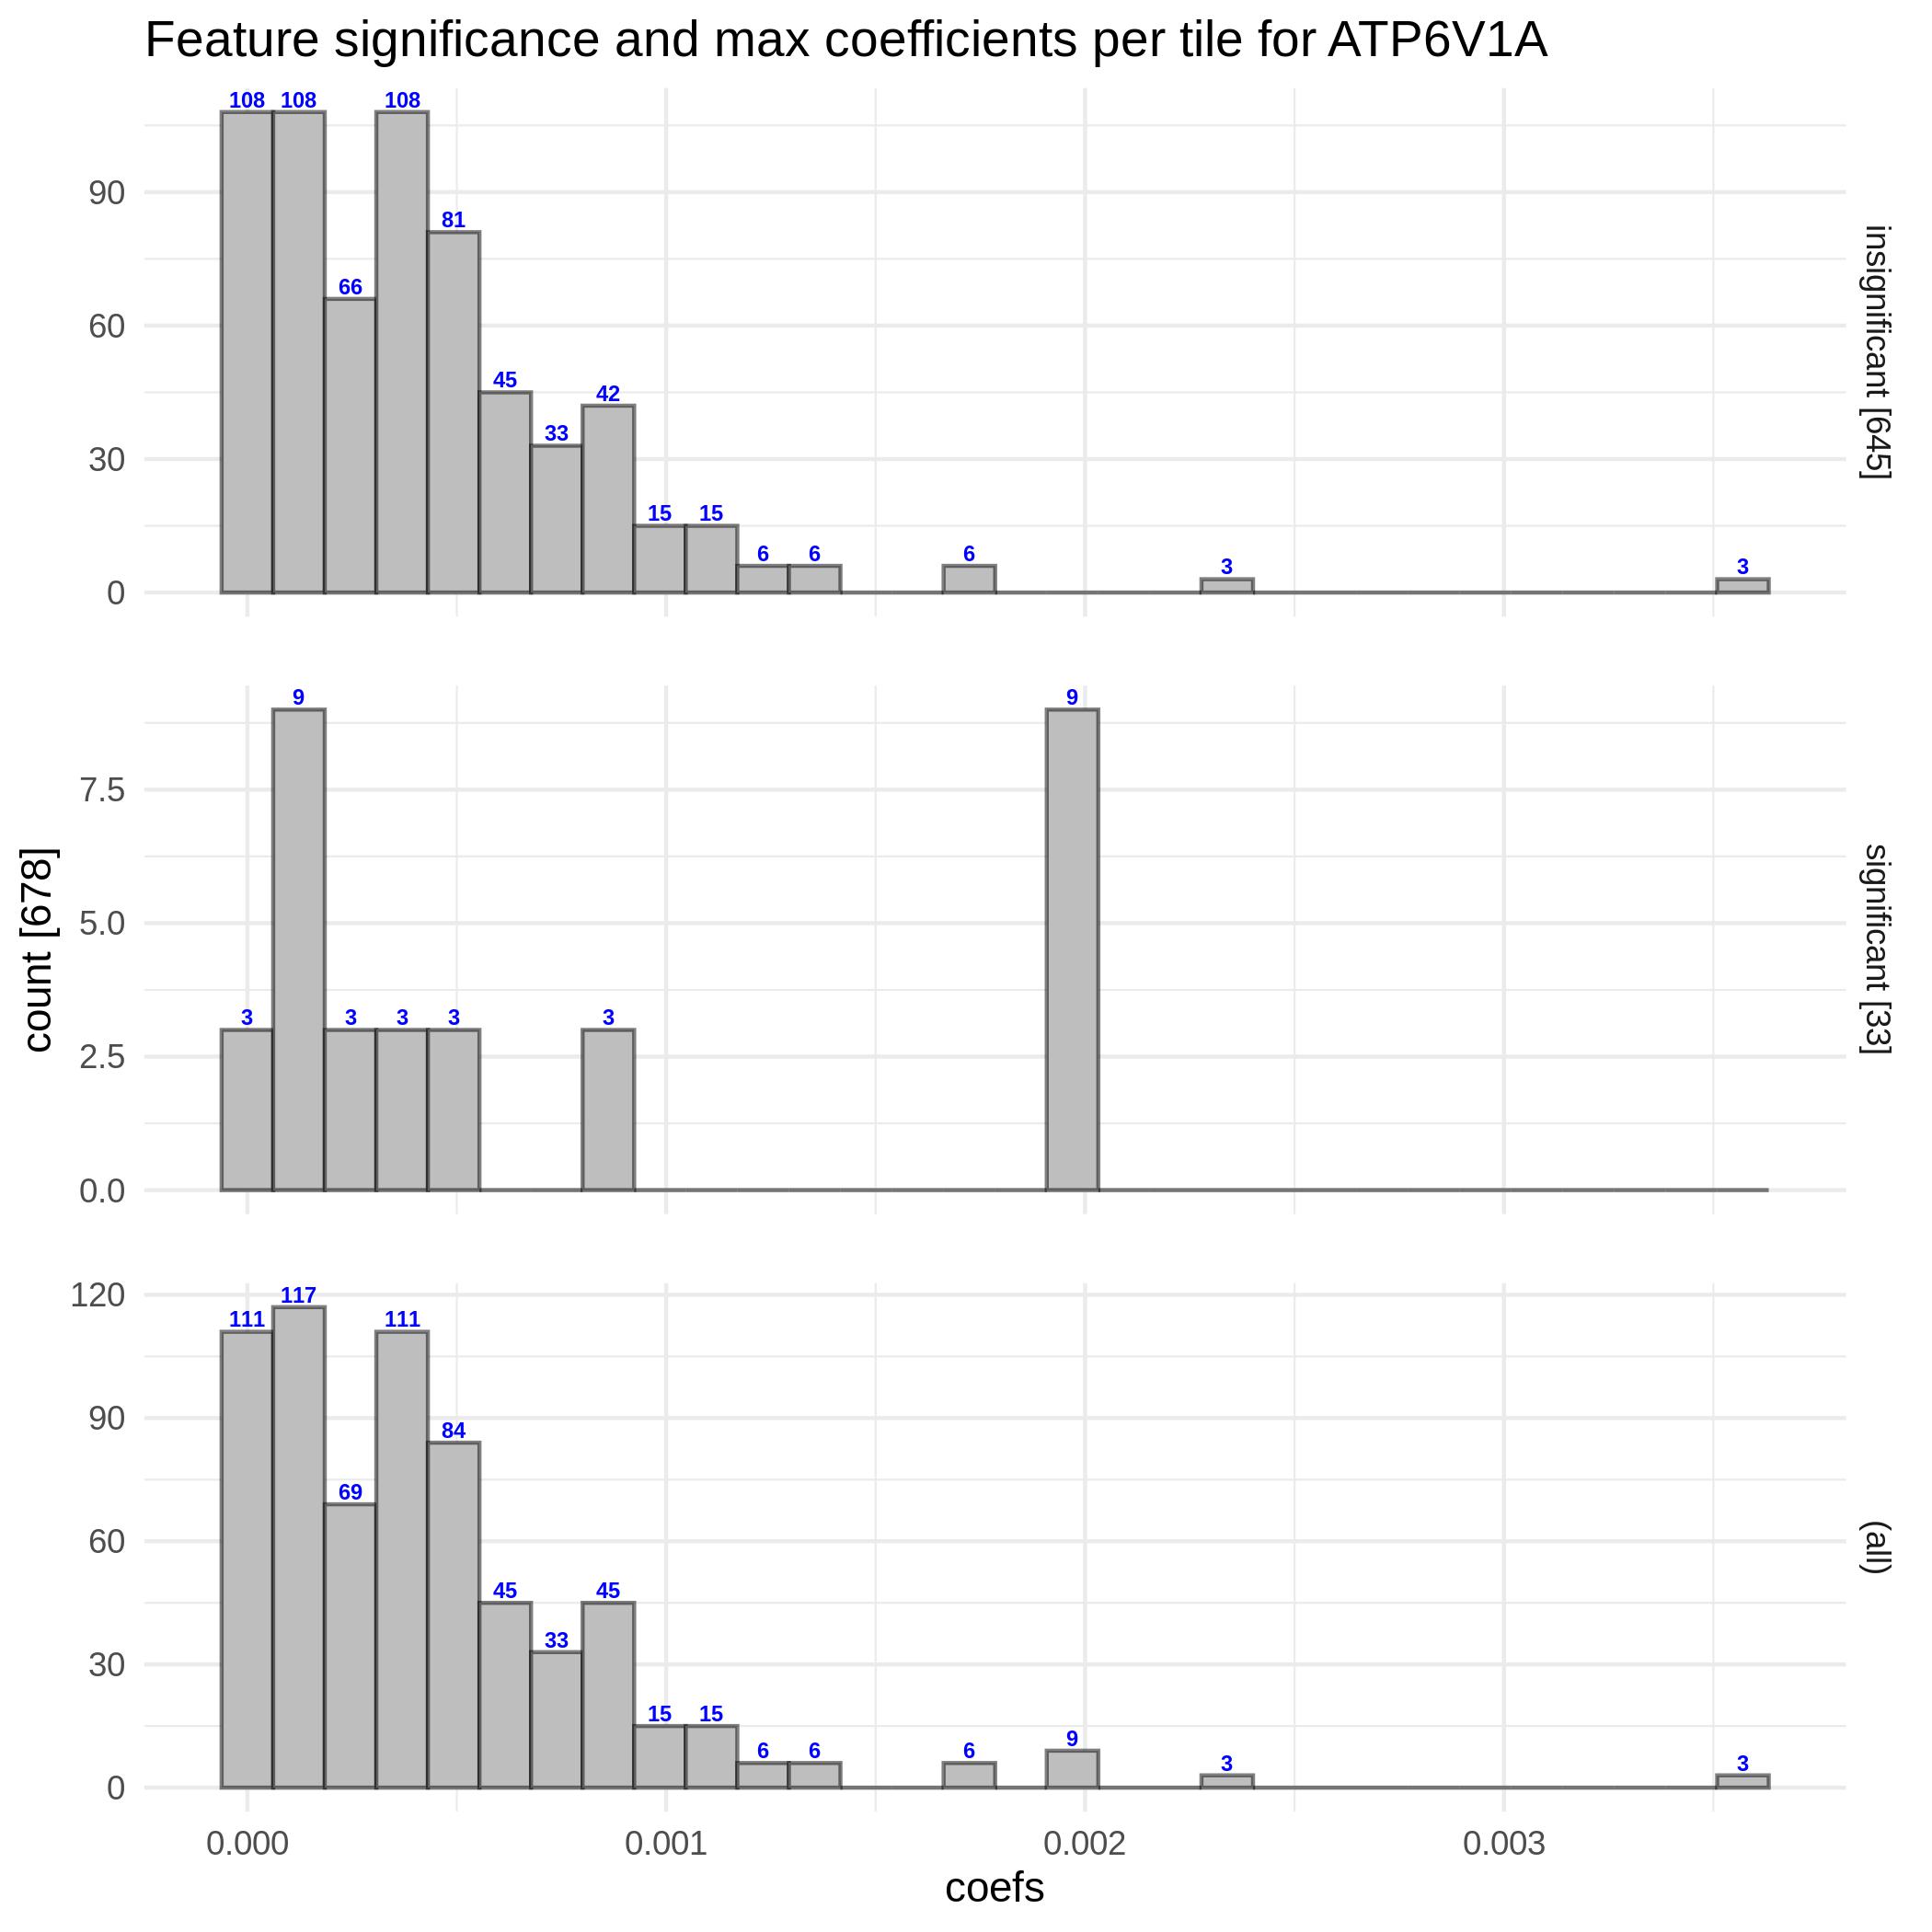 Feature significance and max coefficients per tile for ATP6V1A
108 108 66 108 81 45 33 42 15 15 6 6 6 3 3
90
60
30
0
insignificant [645]
9 9
3 3 3 3 3
7.5
5.0
2.5
0.0
significant [33]
count [678]
111 117 69 111 84 45 33 45 15 15 6 6 6 9 3 3
120
90
60
30
0
(all)
0.000 0.001 0.002 0.003
coefs